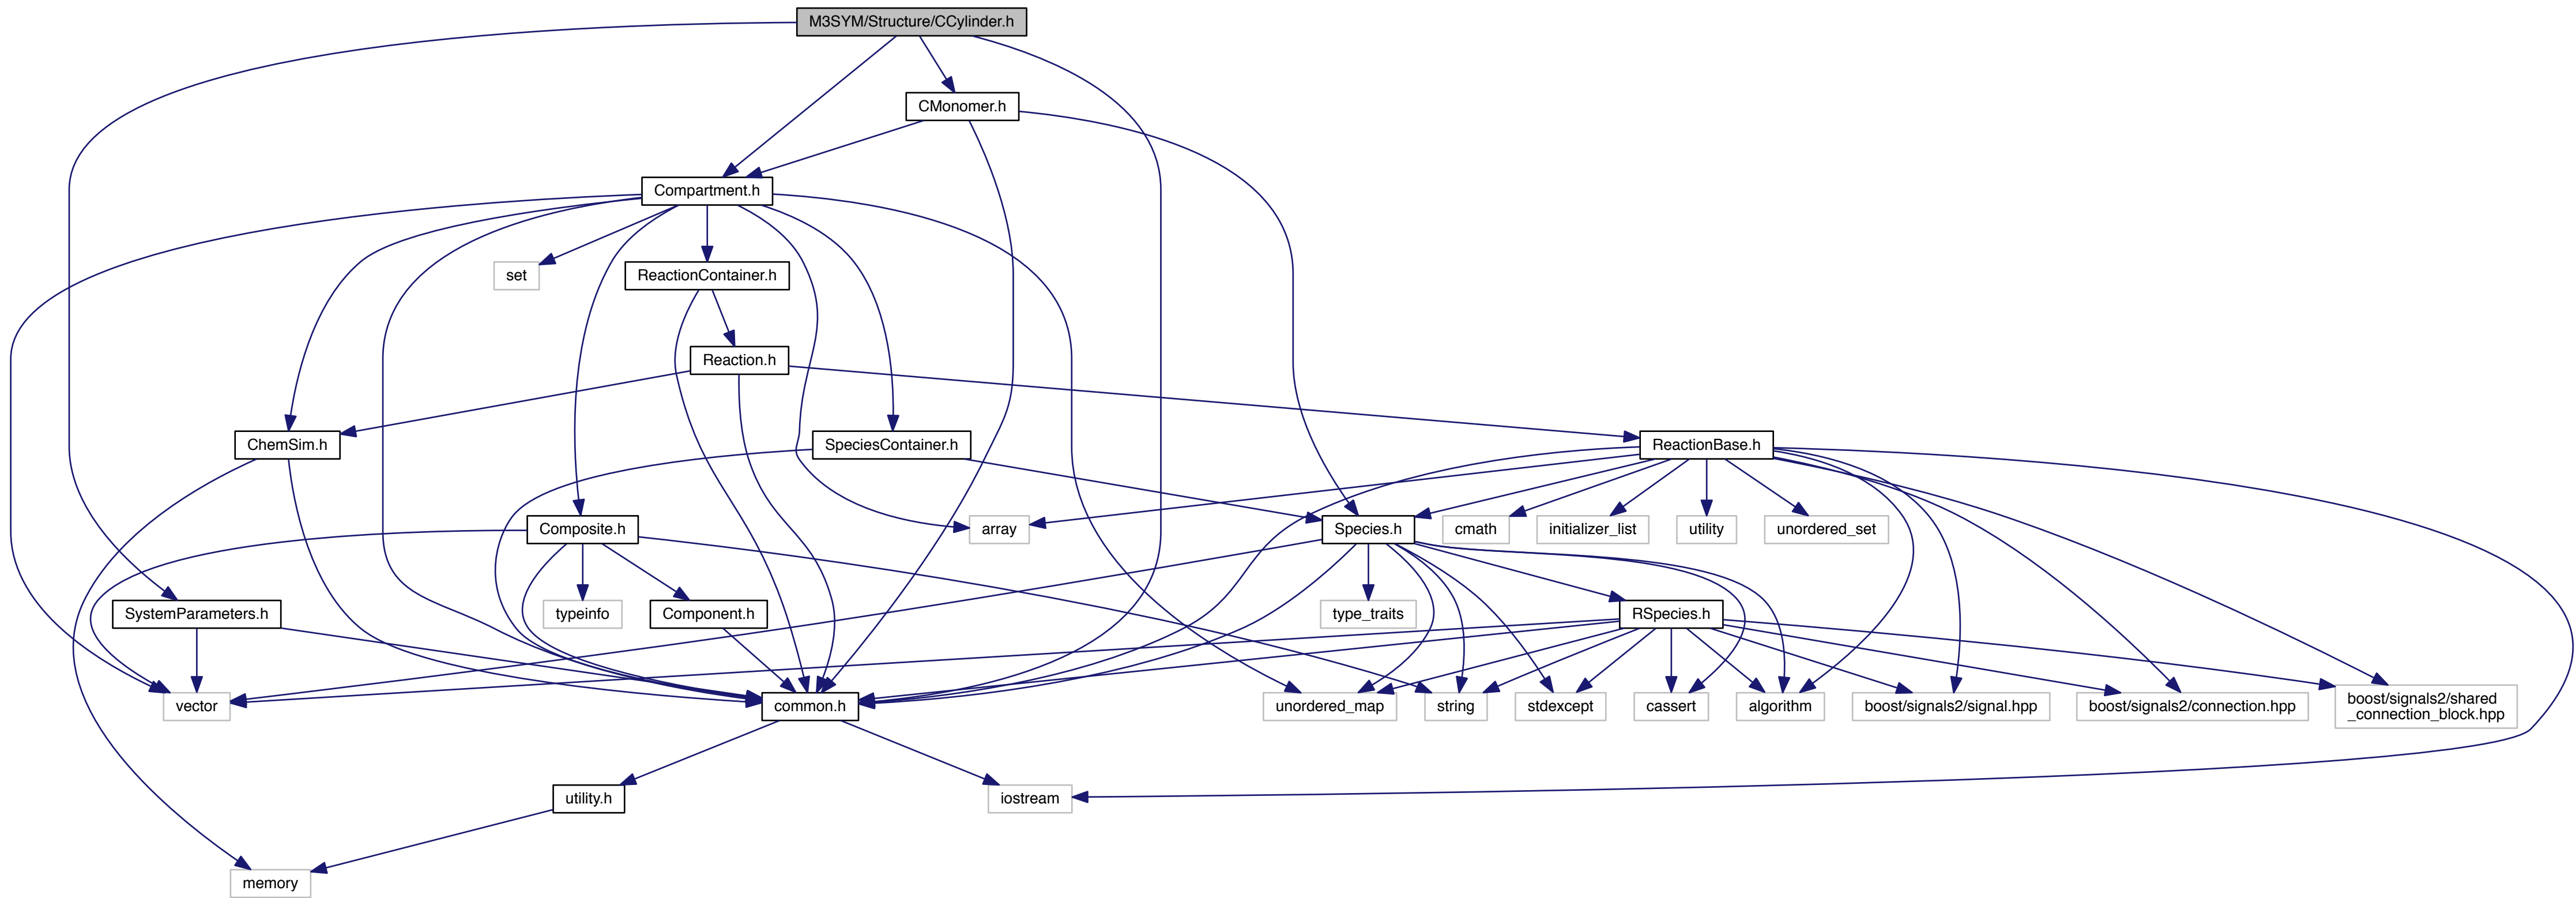 M3SYM/Structure/CCylinder.h
CMonomer.h
Compartment.h
set
ReactionContainer.h
Reaction.h
ChemSim.h
SpeciesContainer.h
ReactionBase.h
Composite.h
array
Species.h
cmath
initializer_list
utility
unordered_set
SystemParameters.h
typeinfo
Component.h
type_traits
RSpecies.h
vector
common.h
unordered_map
string
stdexcept
cassert
algorithm
boost/signals2/signal.hpp
boost/signals2/connection.hpp
boost/signals2/shared
_connection_block.hpp
utility.h
iostream
memory